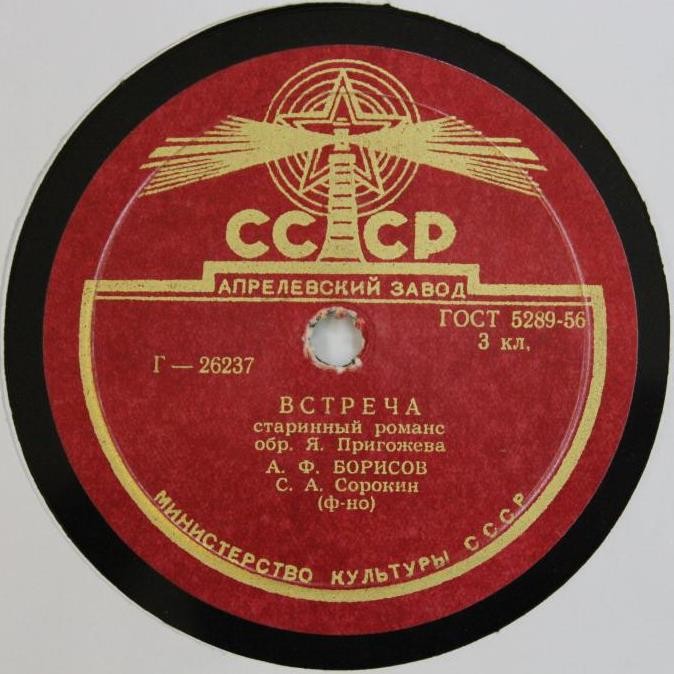 СССР
АПРЕЛЕВСКИЙ ЗАВОД
ГОСТ 5289-56
3 кл,
Г — 26237
ВСТРЕЧА
старинный романс
обр. Я. Пригожева
А. Ф. БОРИСОВ
С. А. Сорокин
(ф-но)
МИНИСТЕРСТВО КУЛЬТУРЫ СССР